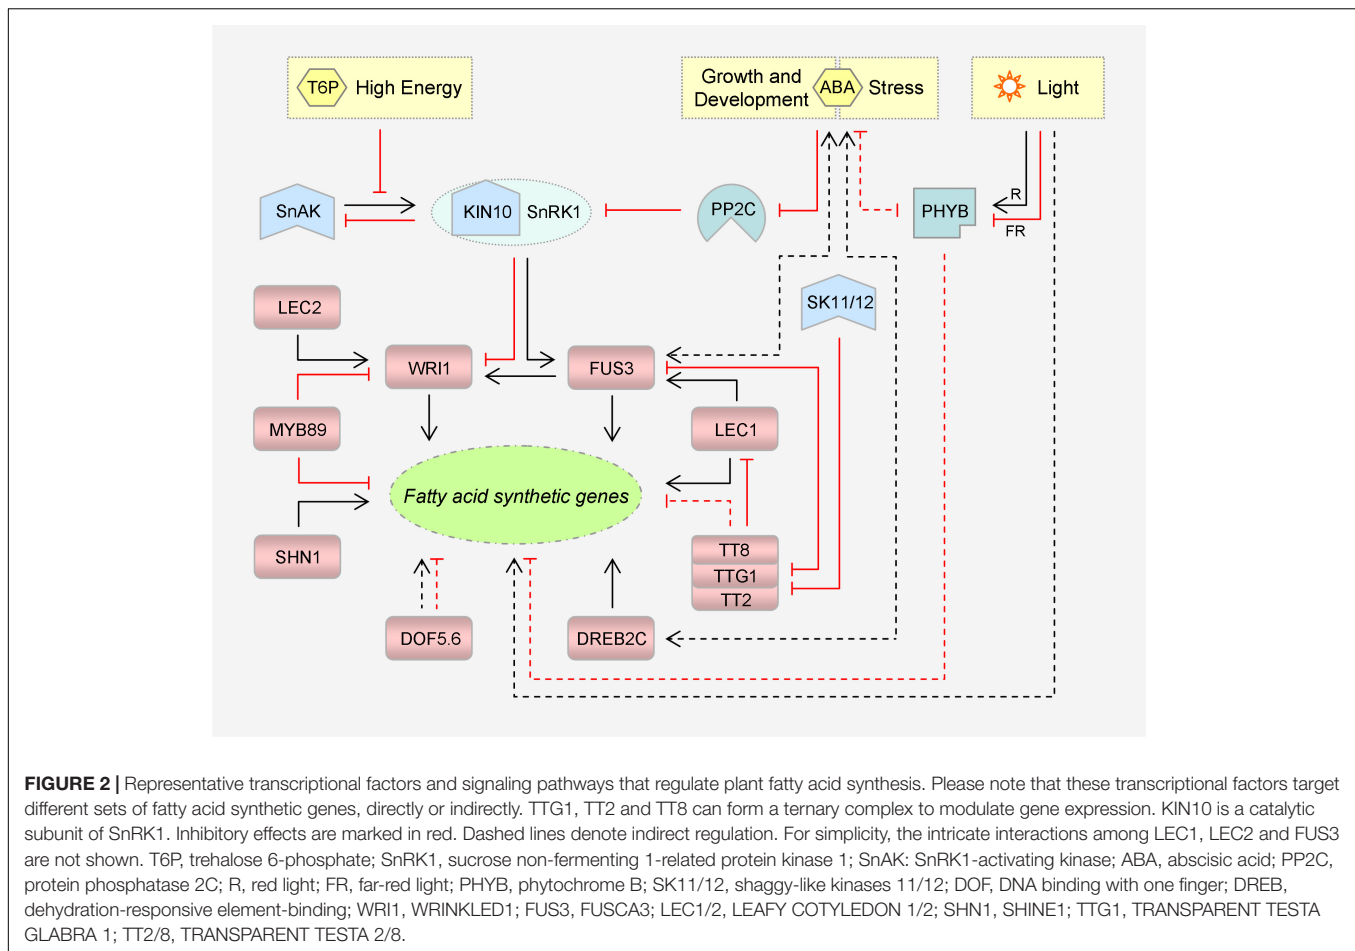 T6P High Energy
Growth and
Development
ABA
Stress
Light
SnAK
KIN10 SnRK1
PP2C
PHYB
R
FR
SK11/12
LEC2
WRI1
FUS3
MYB89
LEC1
Fatty acid synthetic genes
SHN1
TT8
TTG1
TT2
DOF5.6
DREB2C
FIGURE 2 | Representative transcriptional factors and signaling pathways that regulate plant fatty acid synthesis. Please note that these transcriptional factors target
different sets of fatty acid synthetic genes, directly or indirectly. TTG1, TT2 and TT8 can form a ternary complex to modulate gene expression. KIN10 is a catalytic
subunit of SnRK1. Inhibitory effects are marked in red. Dashed lines denote indirect regulation. For simplicity, the intricate interactions among LEC1, LEC2 and FUS3
are not shown. T6P, trehalose 6-phosphate; SnRK1, sucrose non-fermenting 1-related protein kinase 1; SnAK: SnRK1-activating kinase; ABA, abscisic acid; PP2C,
protein phosphatase 2C; R, red light; FR, far-red light; PHYB, phytochrome B; SK11/12, shaggy-like kinases 11/12; DOF, DNA binding with one finger; DREB,
dehydration-responsive element-binding; WRI1, WRINKLED1; FUS3, FUSCA3; LEC1/2, LEAFY COTYLEDON 1/2; SHN1, SHINE1; TTG1, TRANSPARENT TESTA
GLABRA 1; TT2/8, TRANSPARENT TESTA 2/8.